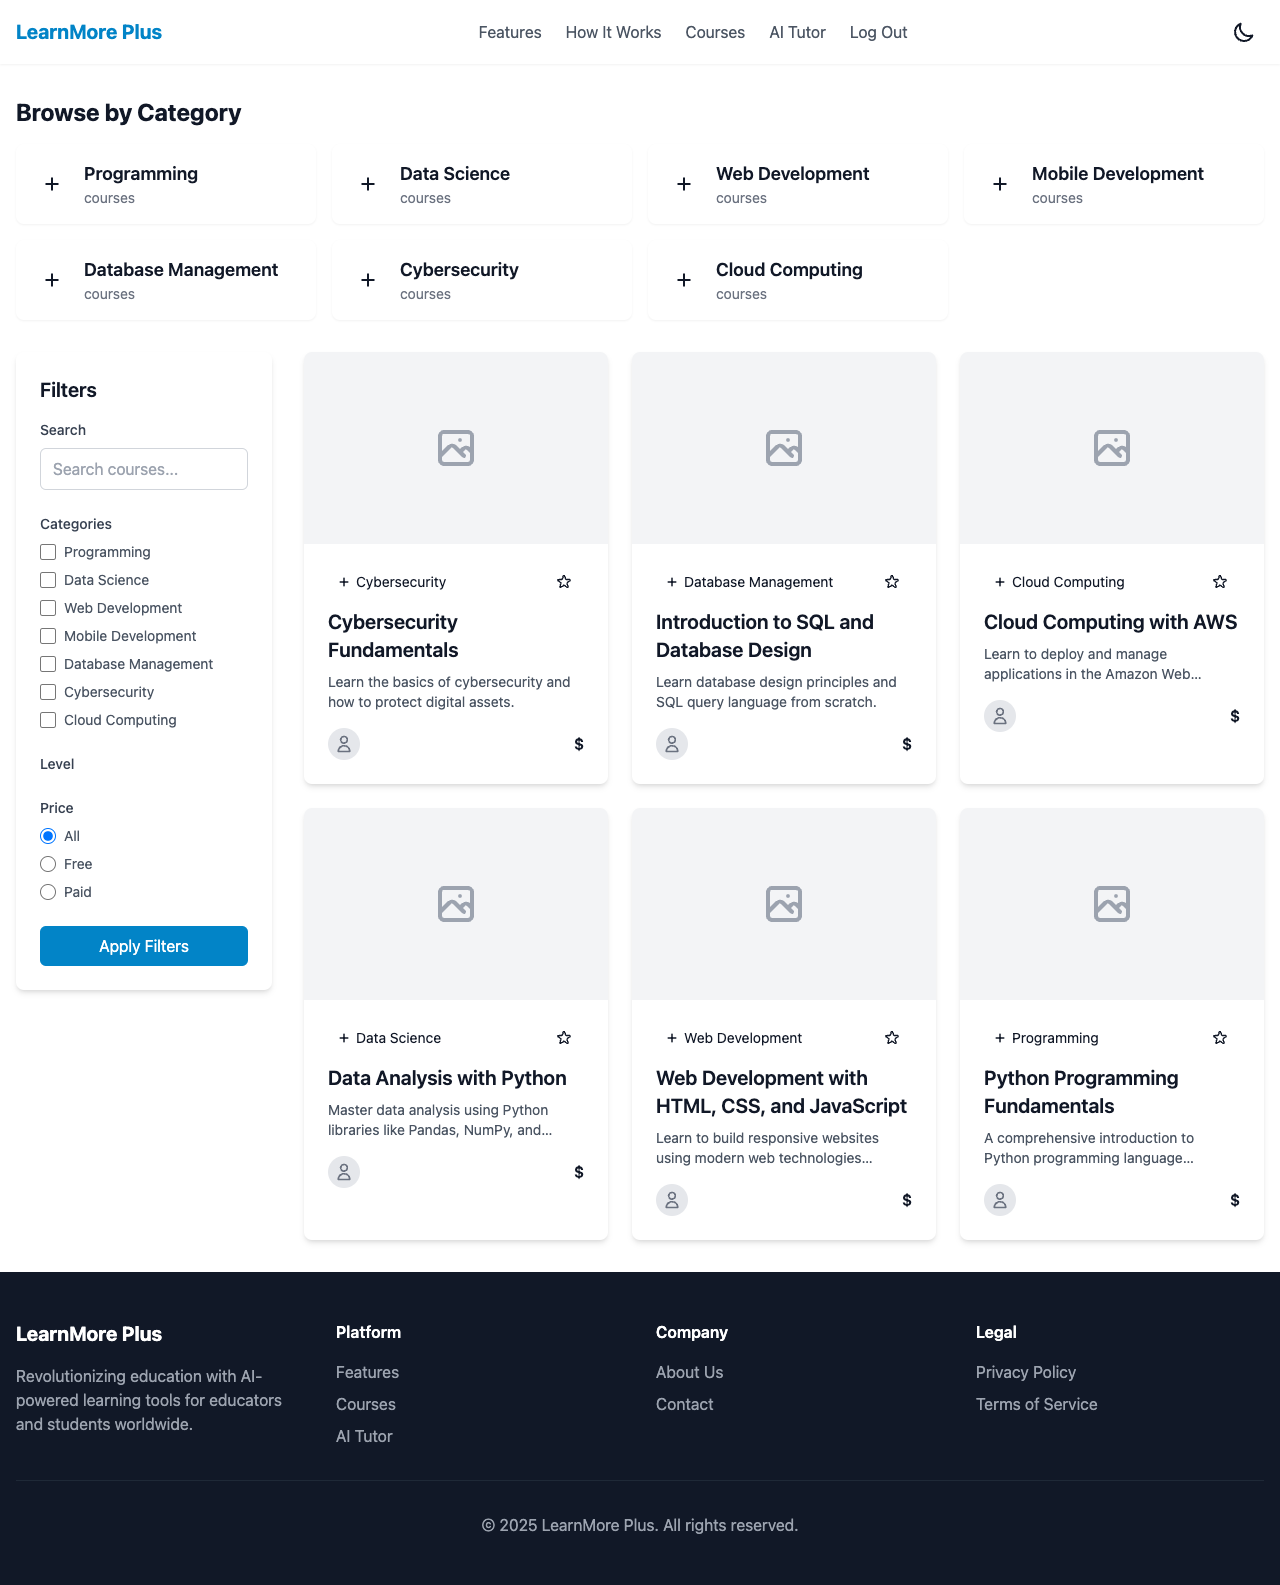 LearnMore Plus
Features
How It Works
Courses
AI Tutor
Log Out
Browse by Category
Programming
courses
Data Science
courses
Web Development
courses
Mobile Development
courses
Database Management
courses
Cybersecurity
courses
Cloud Computing
courses
Filters
Search
Search courses...
Categories
Programming
Data Science
Web Development
Mobile Development
Database Management
Cybersecurity
Cloud Computing
Level
Price
All
Free
Paid
Apply Filters
Cybersecurity
Cybersecurity
Fundamentals
Learn the basics of cybersecurity and
how to protect digital assets.
$
Database Management
Introduction to SQL and
Database Design
Learn database design principles and
SQL query language from scratch.
$
Cloud Computing
Cloud Computing with AWS
Learn to deploy and manage
applications in the Amazon Web...
$
Data Science
Data Analysis with Python
Master data analysis using Python
libraries like Pandas, NumPy, and...
$
Web Development
Web Development with
HTML, CSS, and JavaScript
Learn to build responsive websites
using modern web technologies...
$
Programming
Python Programming
Fundamentals
A comprehensive introduction to
Python programming language...
$
LearnMore Plus
Revolutionizing education with AI-
powered learning tools for educators
and students worldwide.
Platform
Features
Courses
AI Tutor
Company
About Us
Contact
Legal
Privacy Policy
Terms of Service
© 2025 LearnMore Plus. All rights reserved.